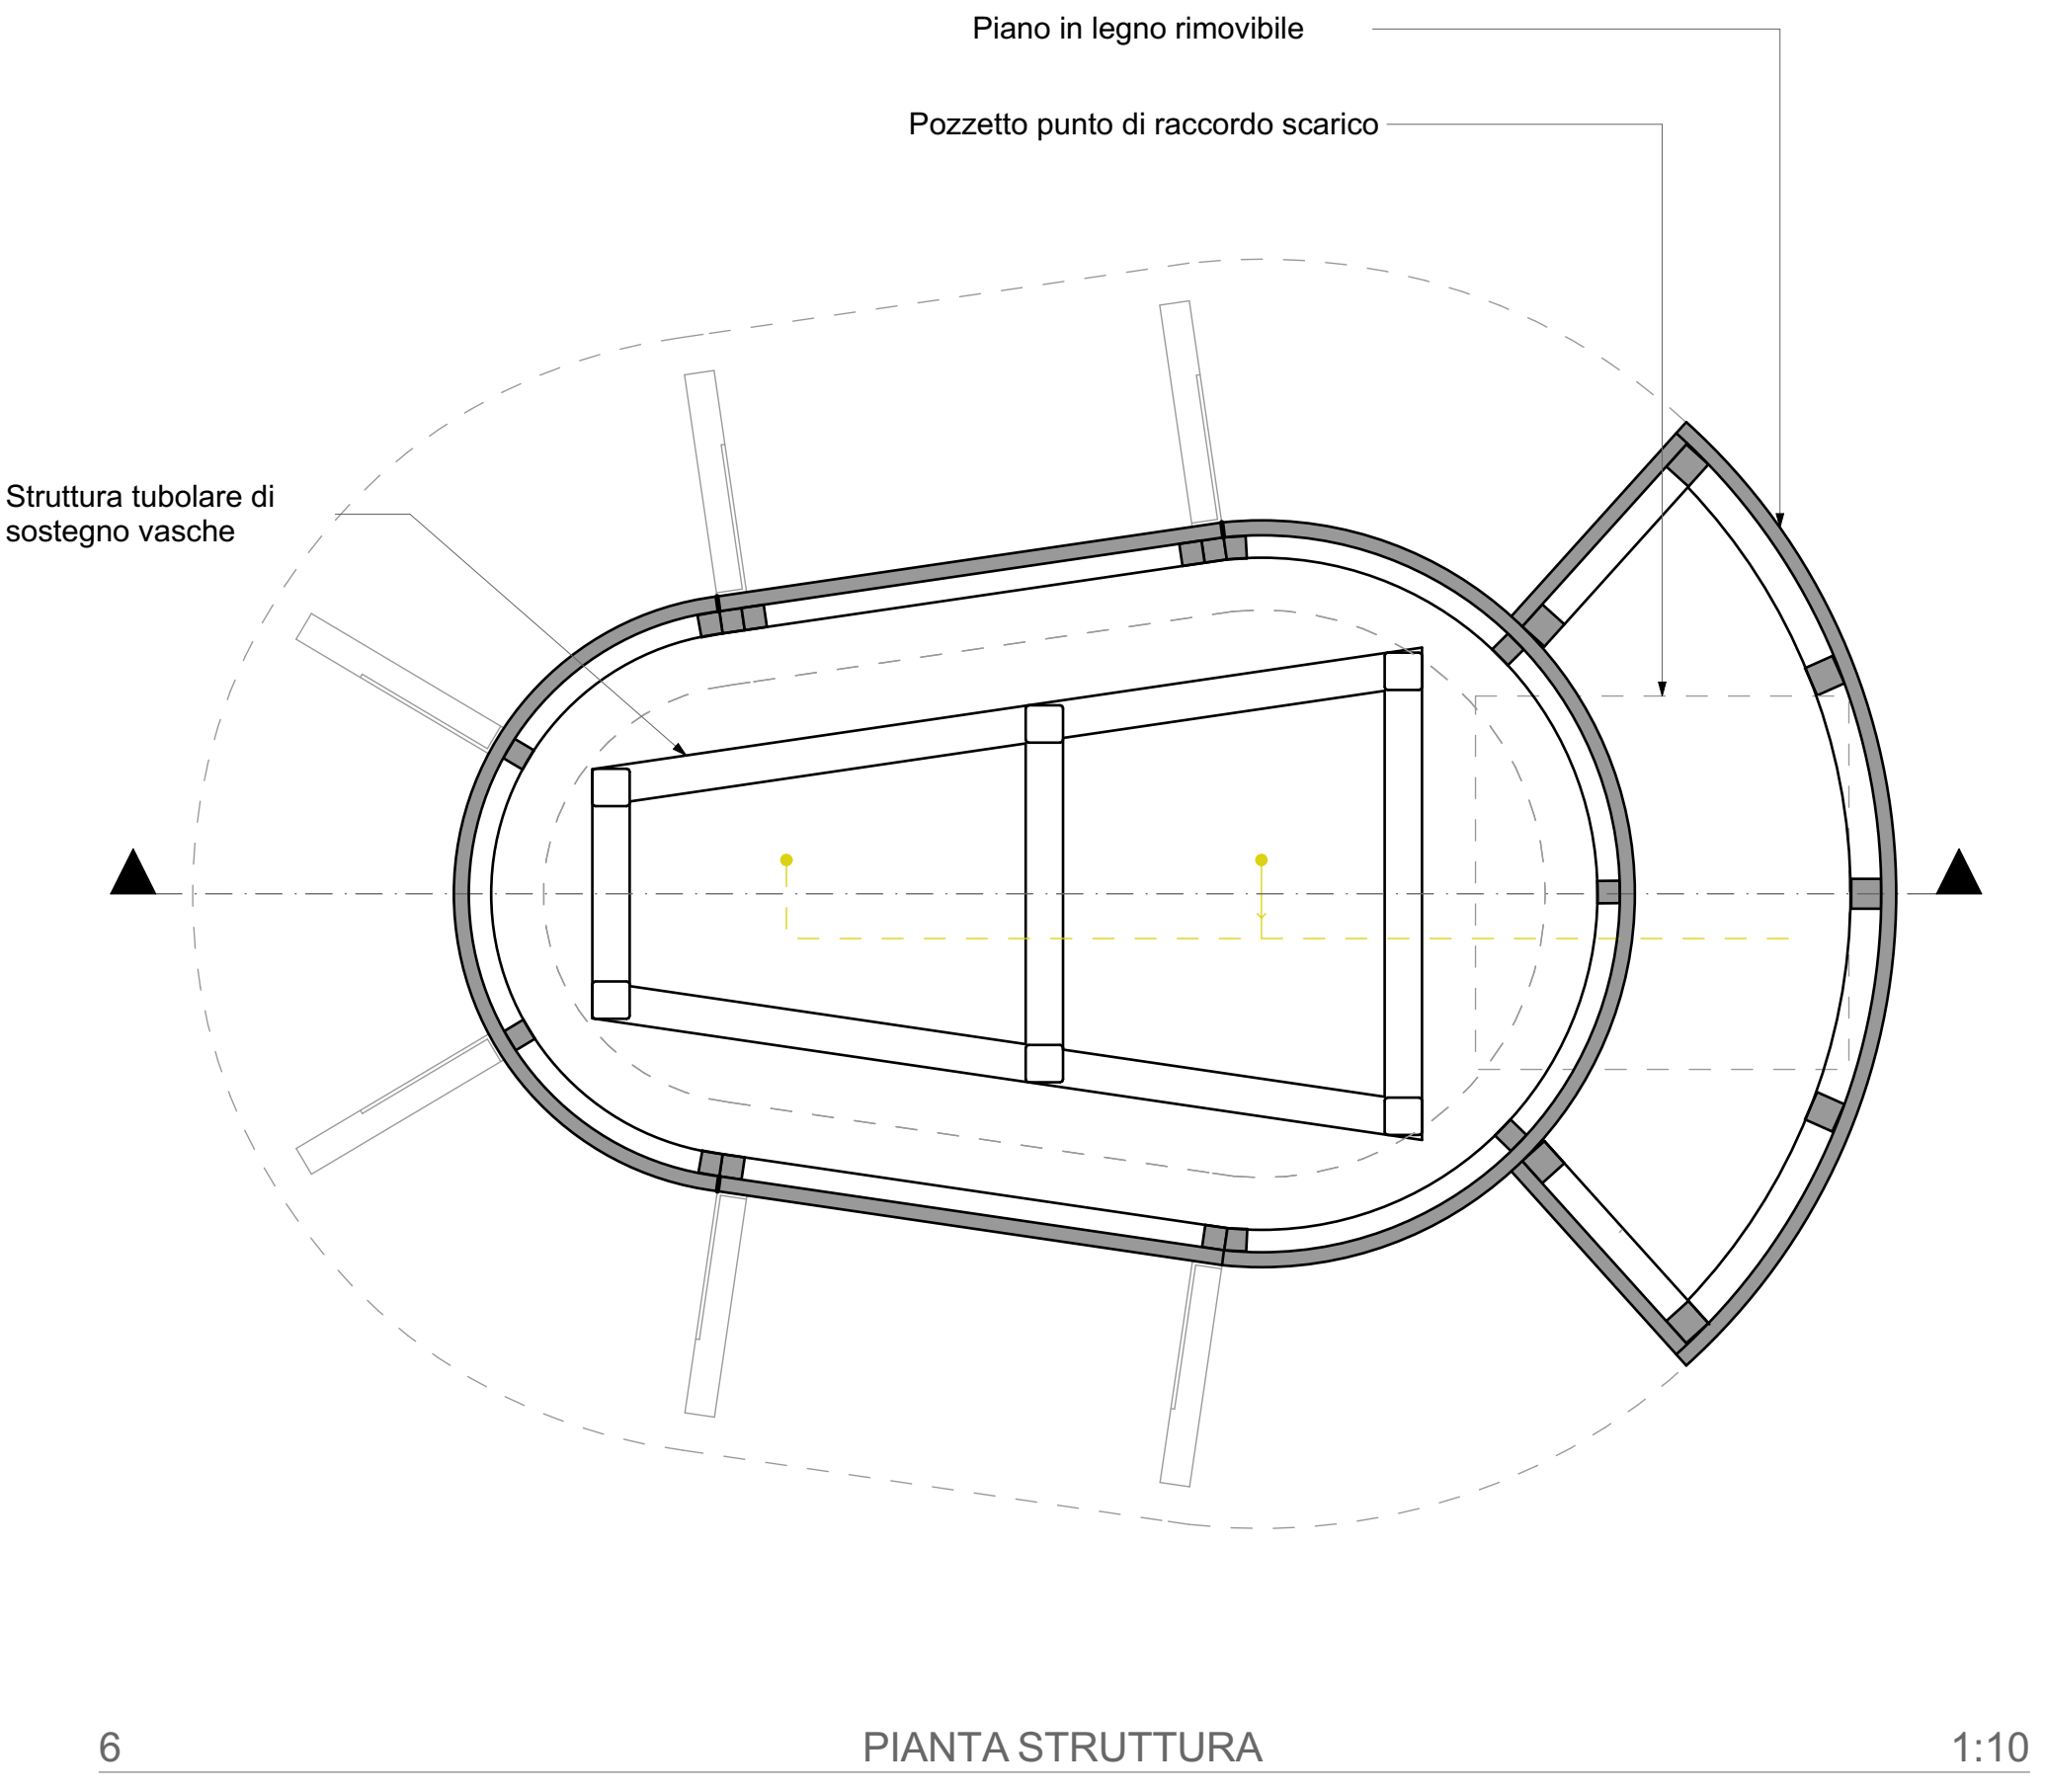 Piano in legno rimovibile
Pozzetto punto di raccordo scarico
Struttura tubolare di
sostegno vasche
6
PIANTA STRUTTURA
1:10